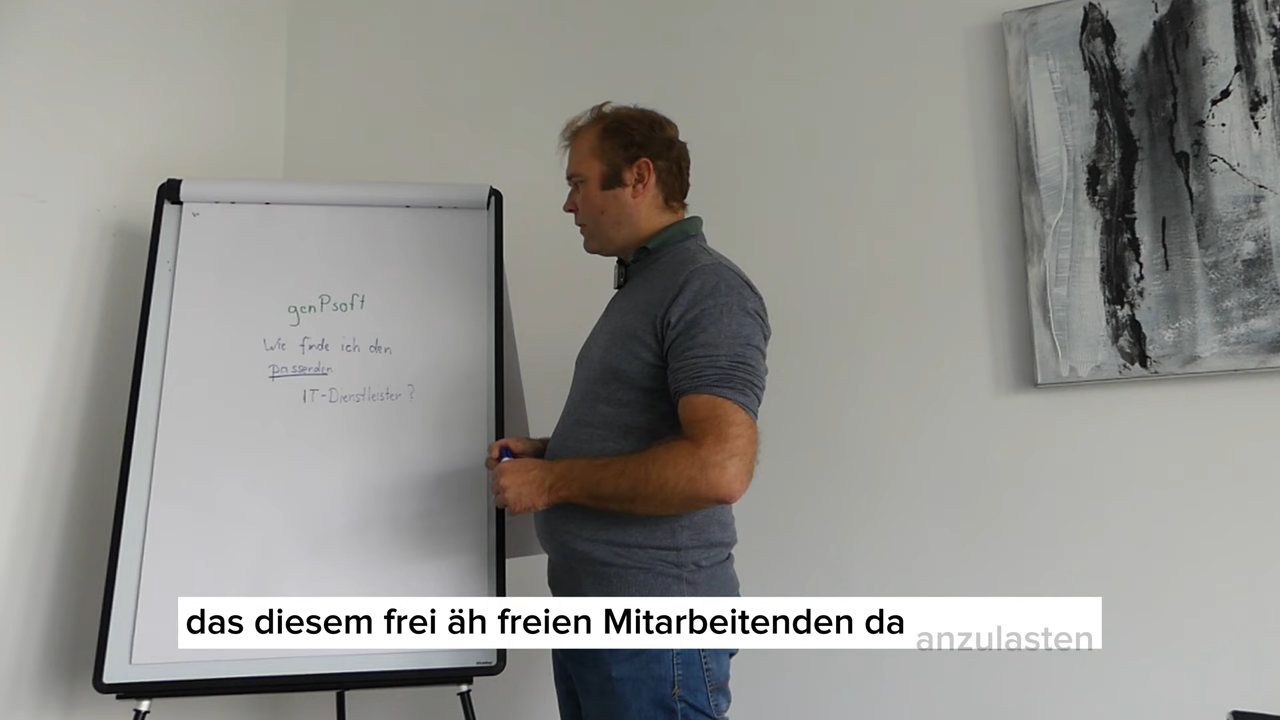 genPsoft
Wie finde ich den
passenden
IT-Dienstleister?
das diesem frei äh freien Mitarbeitenden da anzulasten